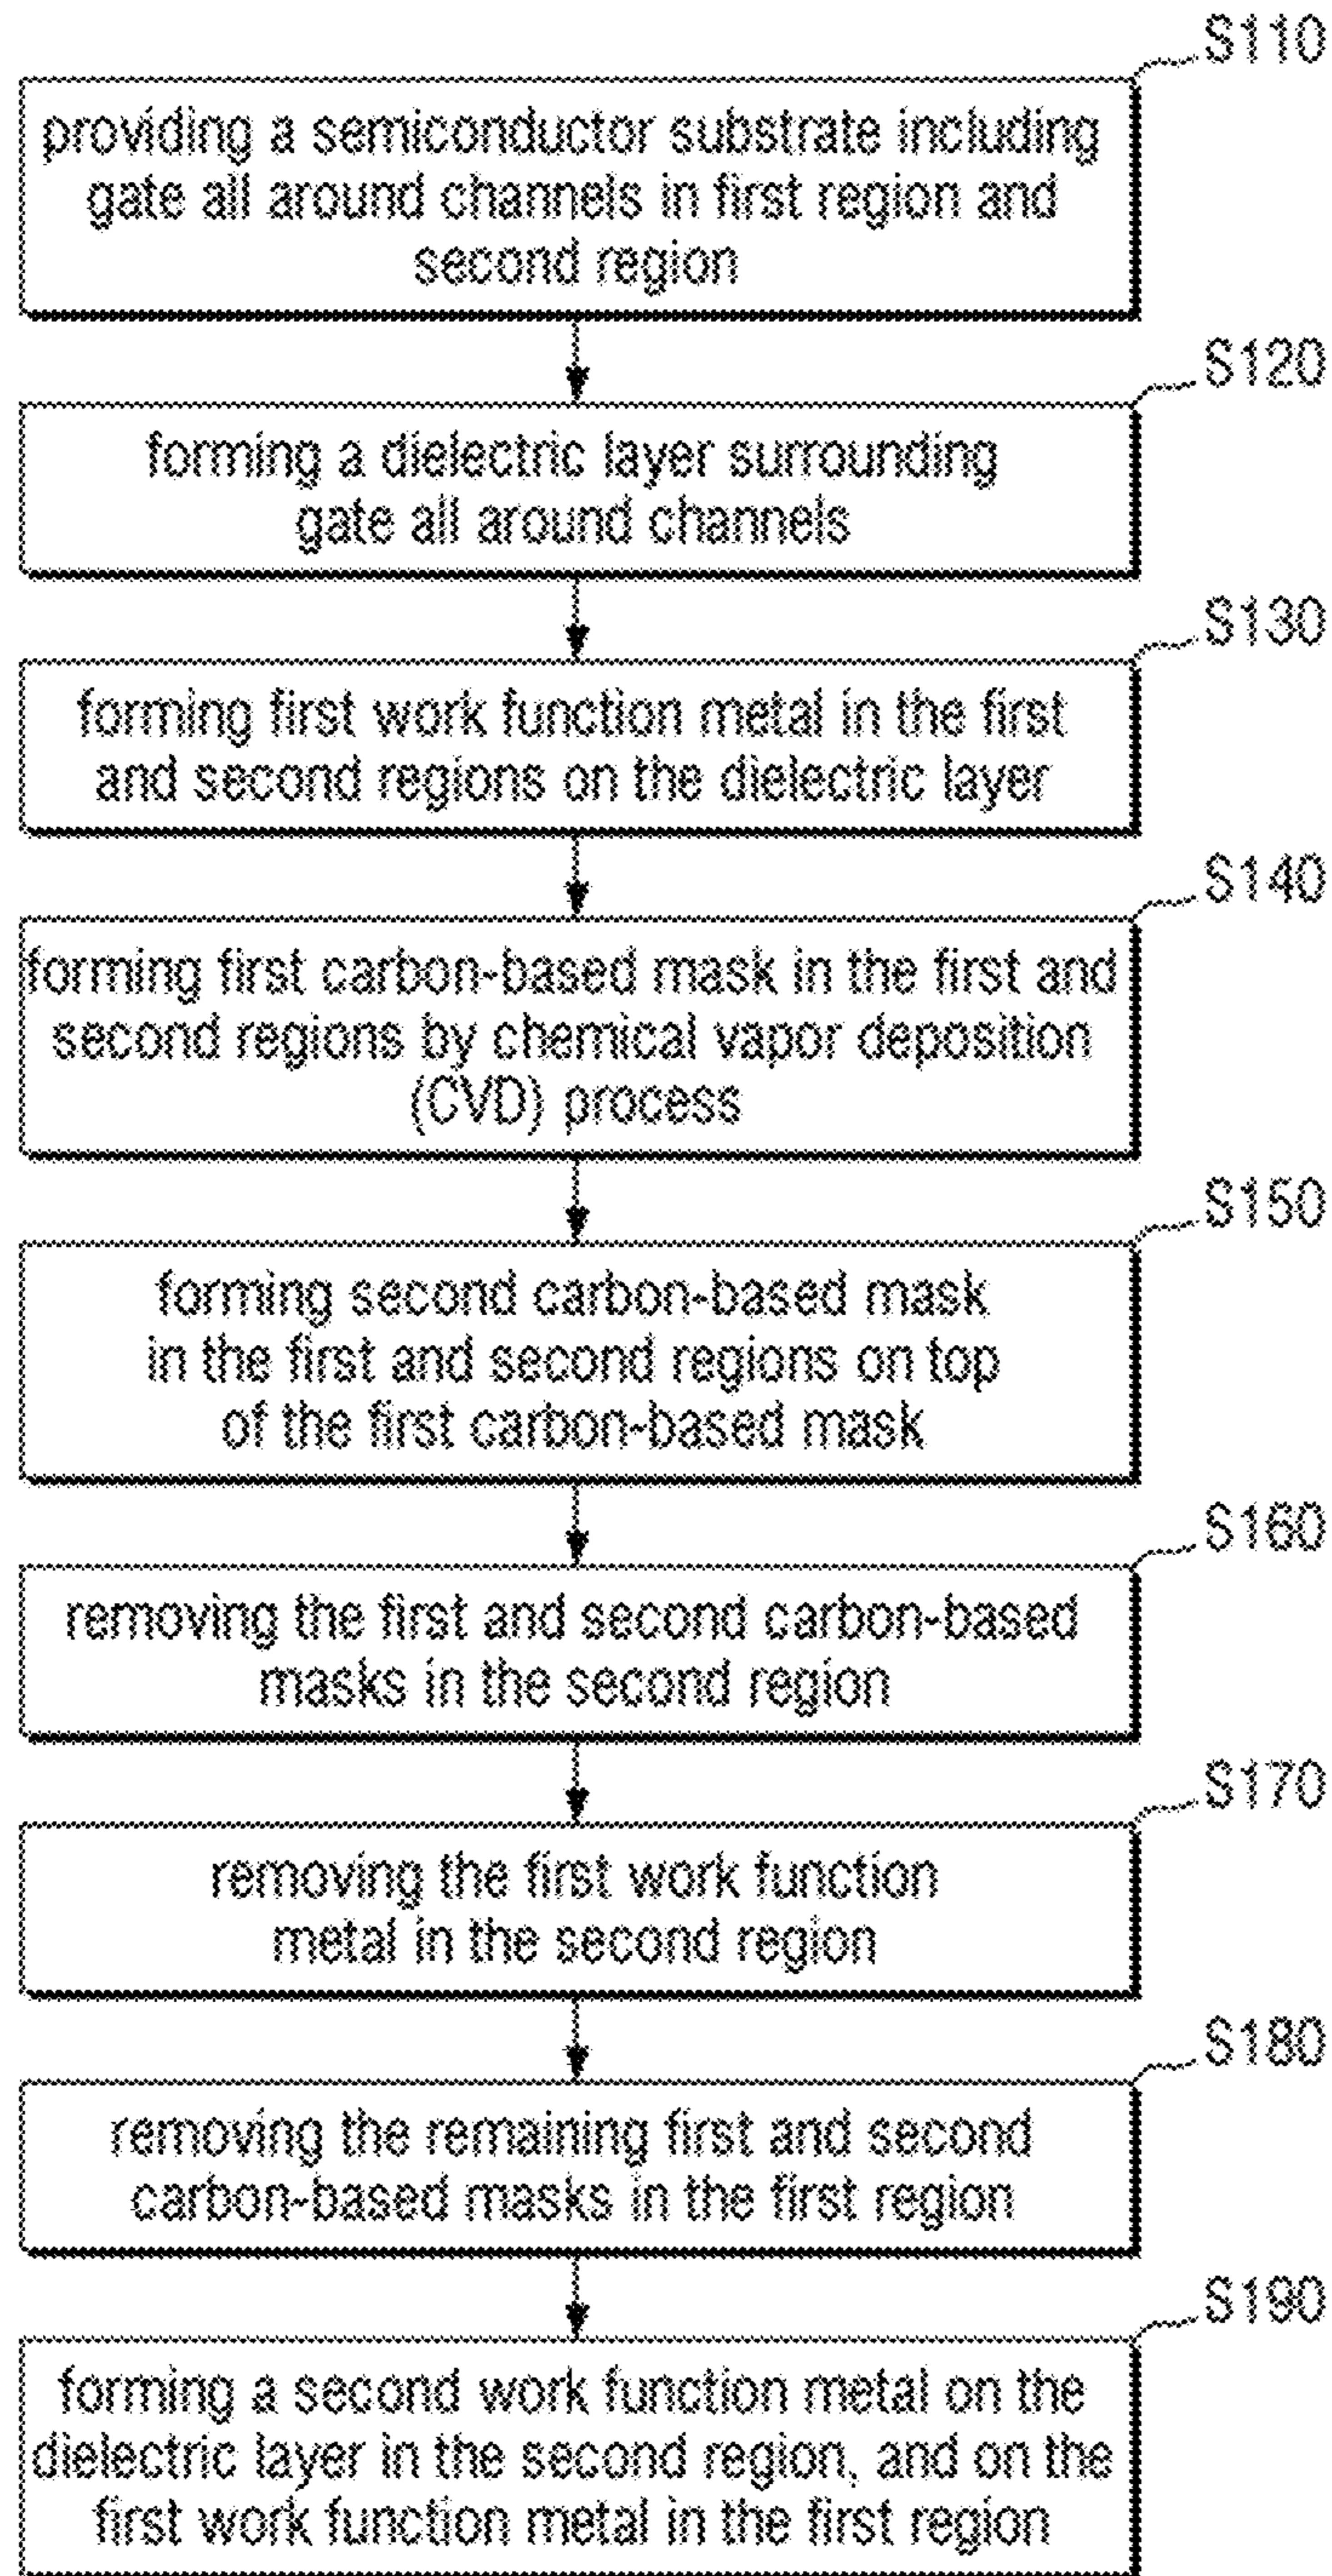 S110
providing a semiconductor substrate including
gate all around channels in first region and
second region
S120
forming a dielectric layer surrounding
gate all around channels
S130
forming first work function metal in the first
and second regions on the dielectric layer
S140
forming first carbon-based mask in the first and
second regions by chemical vapor deposition
(CVD) process
S150
forming second carbon-based mask
in the first and second regions on top
of the first carbon-based mask
S160
removing the first and second carbon-based
masks in the second region
S170
removing the first work function
metal in the second region
S180
removing the remaining first and second
carbon-based masks in the first region
S190
forming a second work function metal on the
dielectric layer in the second region, and on the
first work function metal in the first region